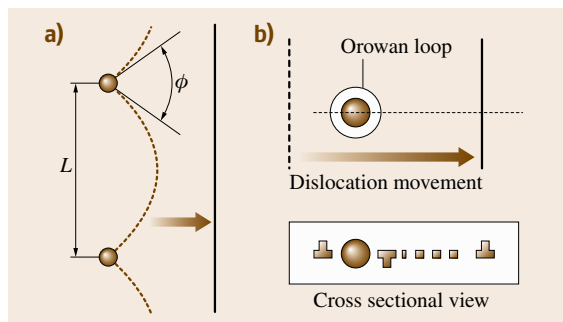 a)
ϕ
L
b)
Orowan loop
Dislocation movement
Cross sectional view